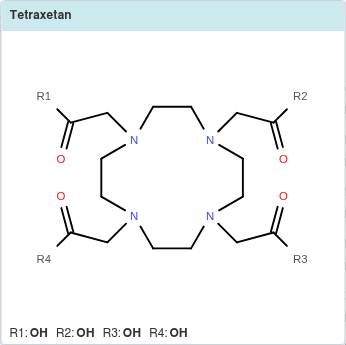 Tetraxetan
R1 R2
N N
O O
O O
N N
R4 R3
R1: OH R2: OH R3: OH R4: OH